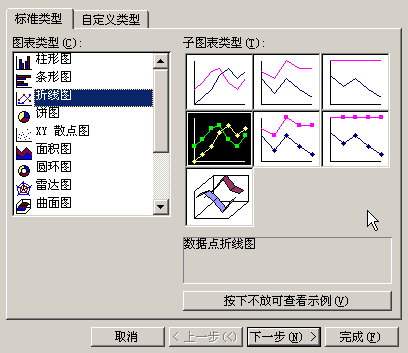 标准类型 自定义类型
图表类型(C): 子图表类型(T):
柱形图
条形图
折线图
饼图
XY 散点图
面积图
圆环图
雷达图
曲面图
数据点折线图
按下不放可查看示例(V)
取消 < 上一步(K) 下一步(N) > 完成(F)